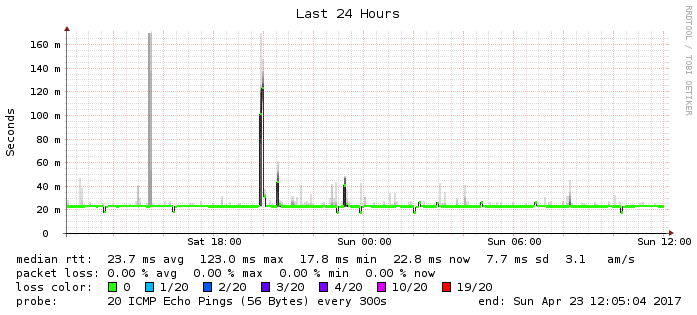 Last 24 Hours
RRDTOOL / TOBI OETIKER
Seconds
160 m
140 m
120 m
100 m
80 m
60 m
40 m
20 m
0
Sat 18:00 Sun 00:00 Sun 06:00 Sun 12:00
median rtt: 23.7 ms avg 123.0 ms max 17.8 ms min 22.8 ms now 7.7 ms sd 3.1 am/s
packet loss: 0.00 % avg 0.00 % max 0.00 % min 0.00 % now
loss color: 0 1/20 2/20 3/20 4/20 10/20 19/20
probe: 20 ICMP Echo Pings (56 Bytes) every 300s end: Sun Apr 23 12:05:04 2017